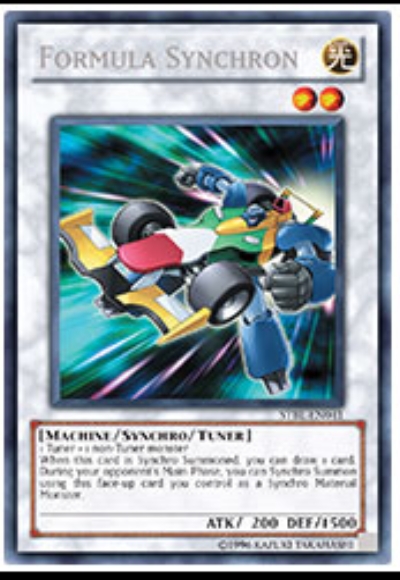 FORMULA SYNCHRON
光
STBL-EN041
[MACHINE/SYNCHRO/TUNER]
1 Tuner + 1 non-Tuner monster
When this card is Synchro Summoned, you can draw 1 card.
During your opponent's Main Phase, you can Synchro Summon
using this face-up card you control as a Synchro Material
Monster.
ATK/ 200 DEF/1500
©1996 KAZUKI TAKAHASHI